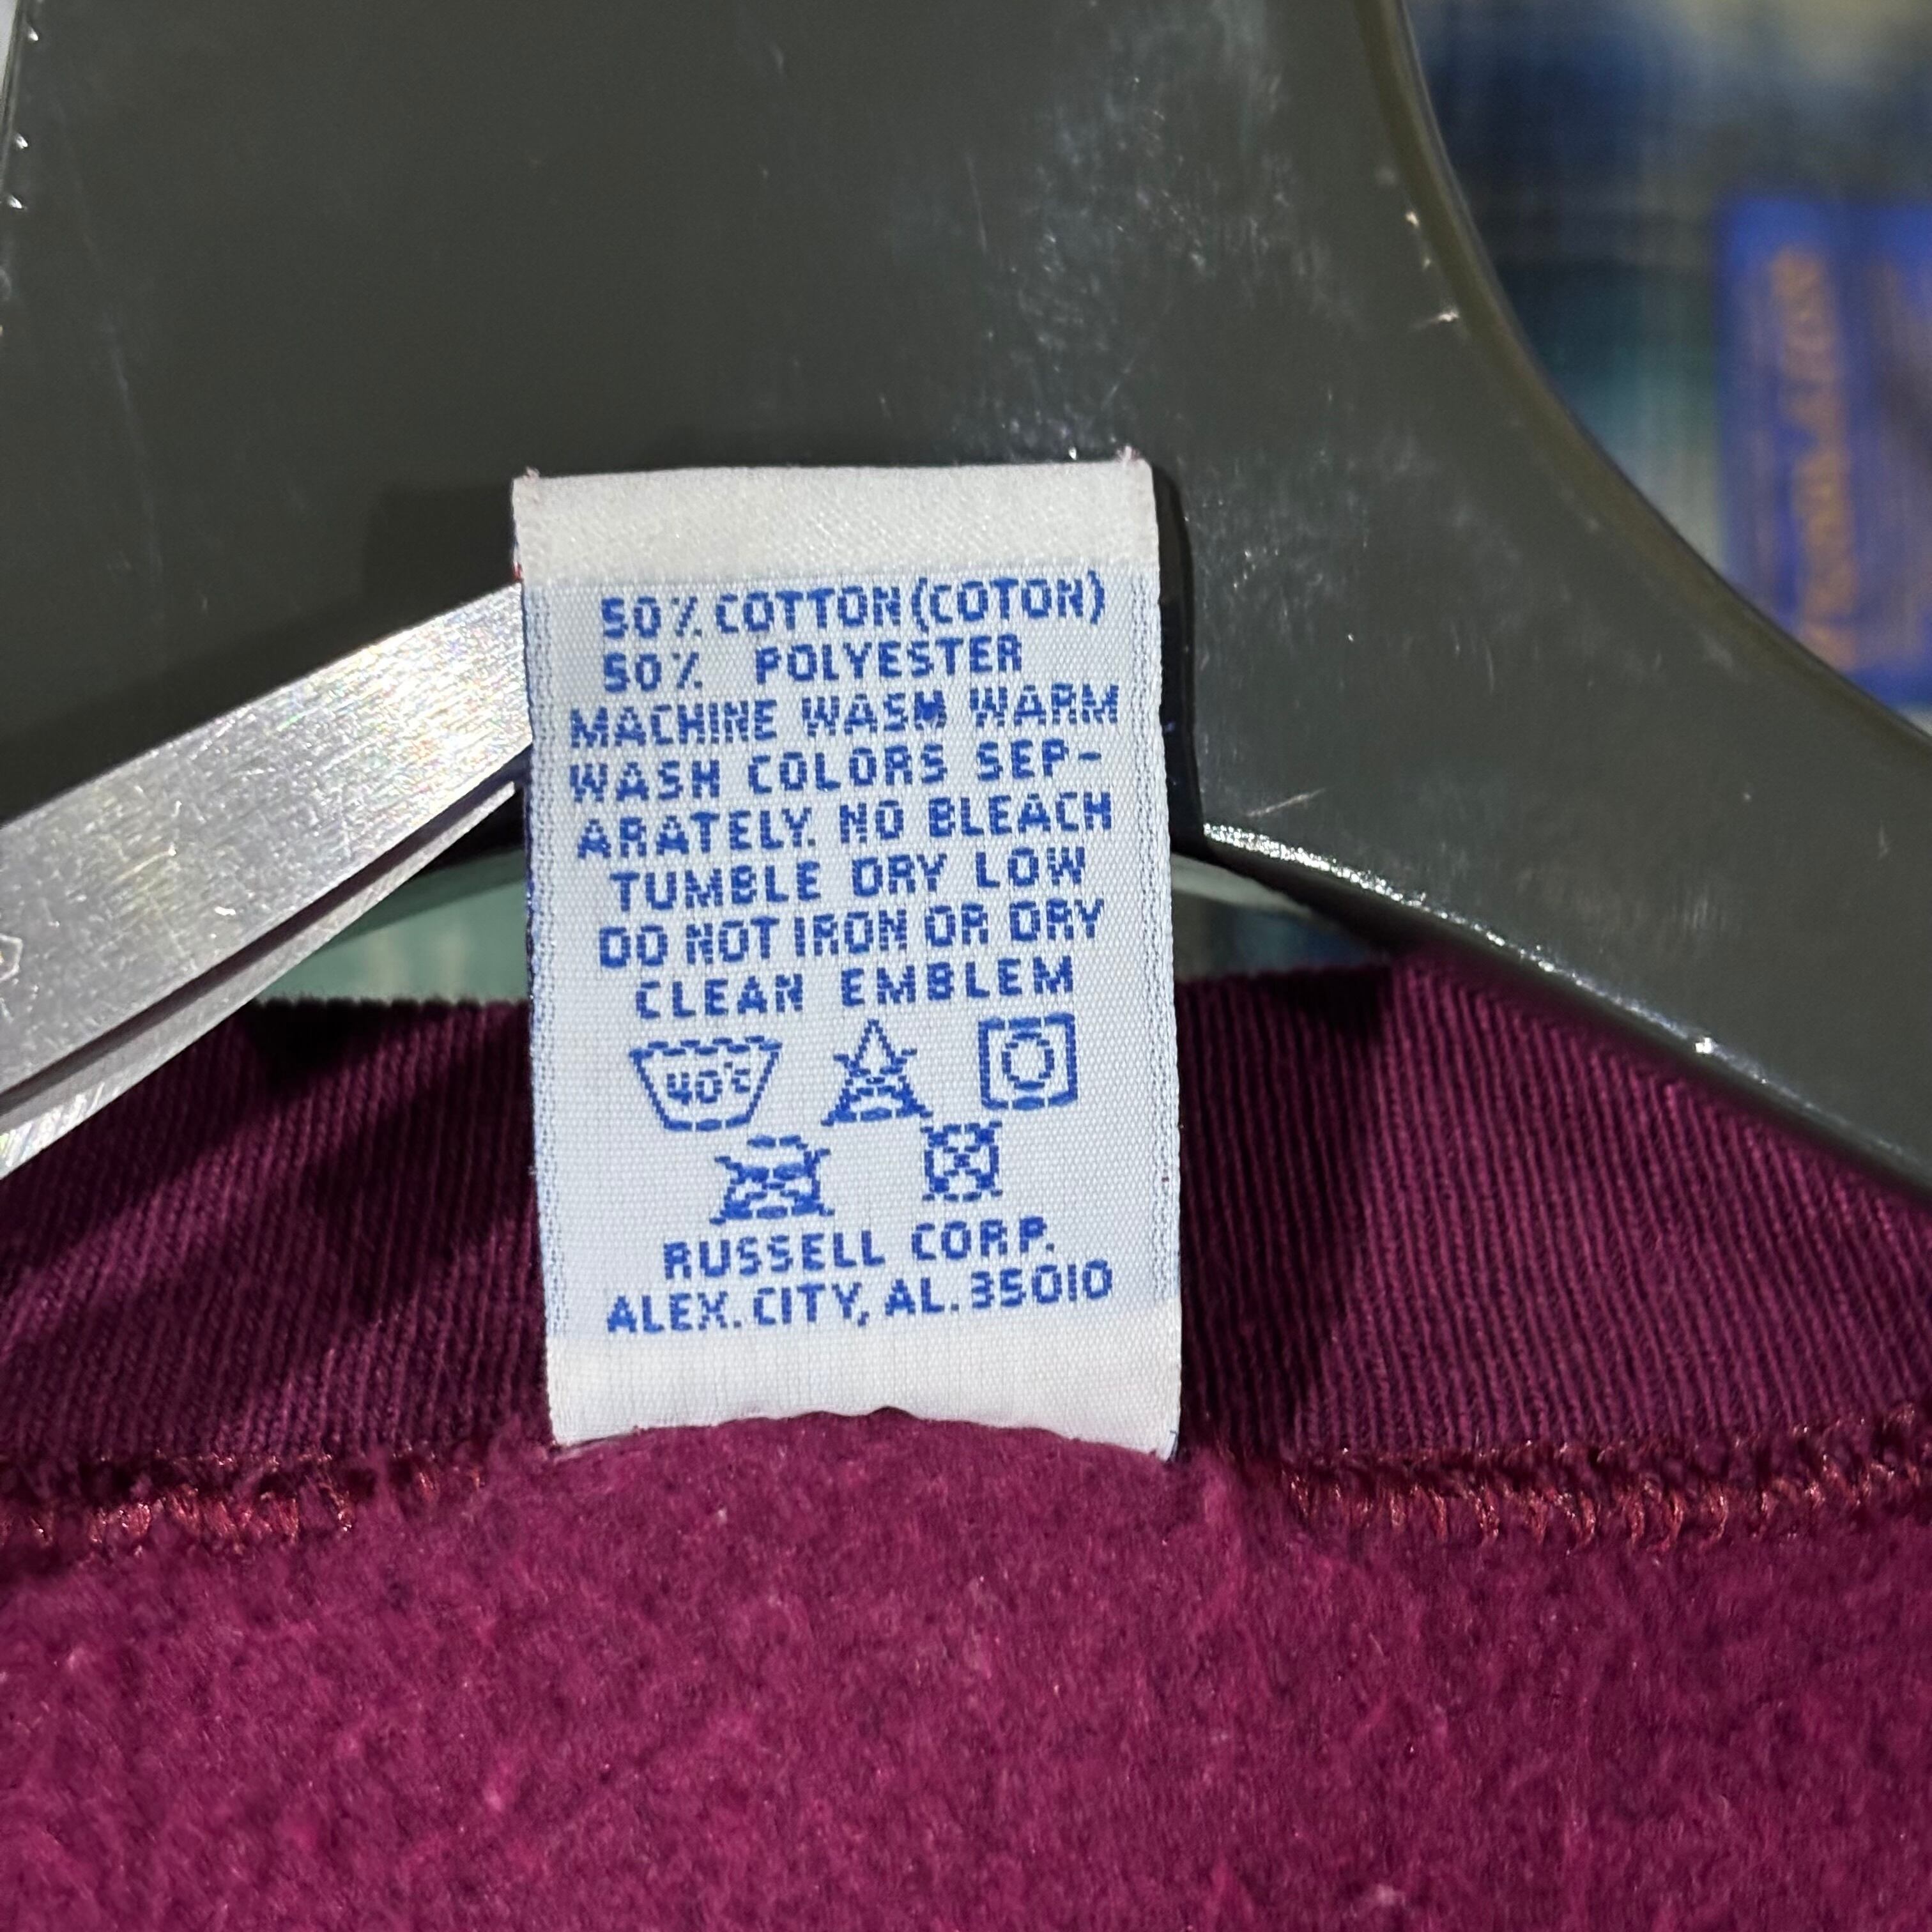 50% COTTON (COTON)
50% POLYESTER
MACHINE WASH WARM
WASH COLORS SEP-
ARATELY. NO BLEACH
TUMBLE DRY LOW
DO NOT IRON OR DRY
CLEAN EMBLEM
40°C
RUSSELL CORP.
ALEX. CITY, AL. 35010